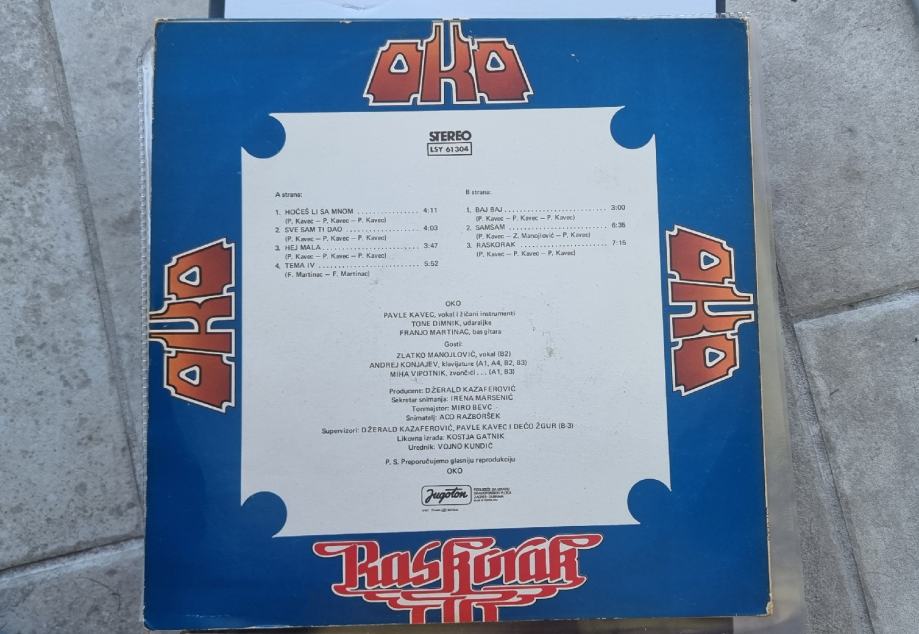 OKO
STEREO
LSY 61304
A strana:
1. HOĆEŠ LI SA MNOM .................. 4:11
(P. Kavec — P. Kavec — P. Kavec)
2. SVE SAM TI DAO .................... 4:03
(P. Kavec — P. Kavec — P. Kavec)
3. HEJ MALA .......................... 3:47
(P. Kavec — P. Kavec — P. Kavec)
4. TEMA IV ........................... 5:52
(F. Martinac — F. Martinac)
B strana:
1. BAJ BAJ ........................... 3:00
(P. Kavec — P. Kavec — P. Kavec)
2. SAMSAM ............................ 6:35
(P. Kavec — Z. Manojlović — P. Kavec)
3. RASKORAK .......................... 7:15
(P. Kavec — P. Kavec — P. Kavec)
OKO
OKO
OKO
PAVLE KAVEC, vokal i žičani instrumenti
TONE DIMNIK, udaraljke
FRANJO MARTINAC, bas gitara
Gosti:
ZLATKO MANOJLOVIĆ, vokal (B2)
ANDREJ KONJAJEV, klavijature (A1, A4, B2, B3)
MIHA VIPOTNIK, zvončići ... (A1, B3)
Producent: DŽERALD KAZAFEROVIĆ
Sekretar snimanja: IRENA MARSENIĆ
Tonmajstor: MIRO BEVC
Snimatelj: ACO RAZBORŠEK
Supervizori: DŽERALD KAZAFEROVIĆ, PAVLE KAVEC I DEČO ŽGUR (B-3)
Likovna izrada: KOSTJA GATNIK
Urednik: VOJNO KUNDIĆ
P. S. Preporučujemo glasniju reprodukciju
OKO
Jugoton
Raskorak